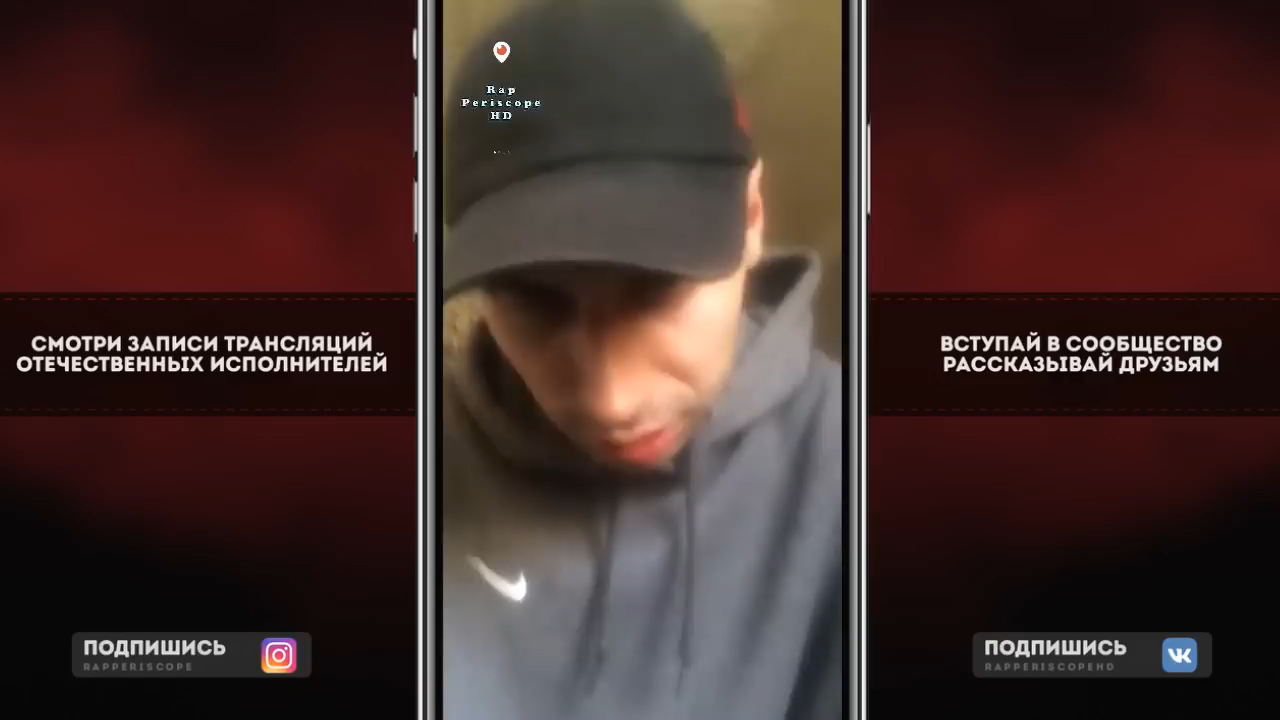 Rap
Periscope
HD
СМОТРИ ЗАПИСИ ТРАНСЛЯЦИЙ
ОТЕЧЕСТВЕННЫХ ИСПОЛНИТЕЛЕЙ
ВСТУПАЙ В СООБЩЕСТВО
РАССКАЗЫВАЙ ДРУЗЬЯМ
ПОДПИШИСЬ
RAPPERISCOPE
ПОДПИШИСЬ
RAPPERISCOPEHD